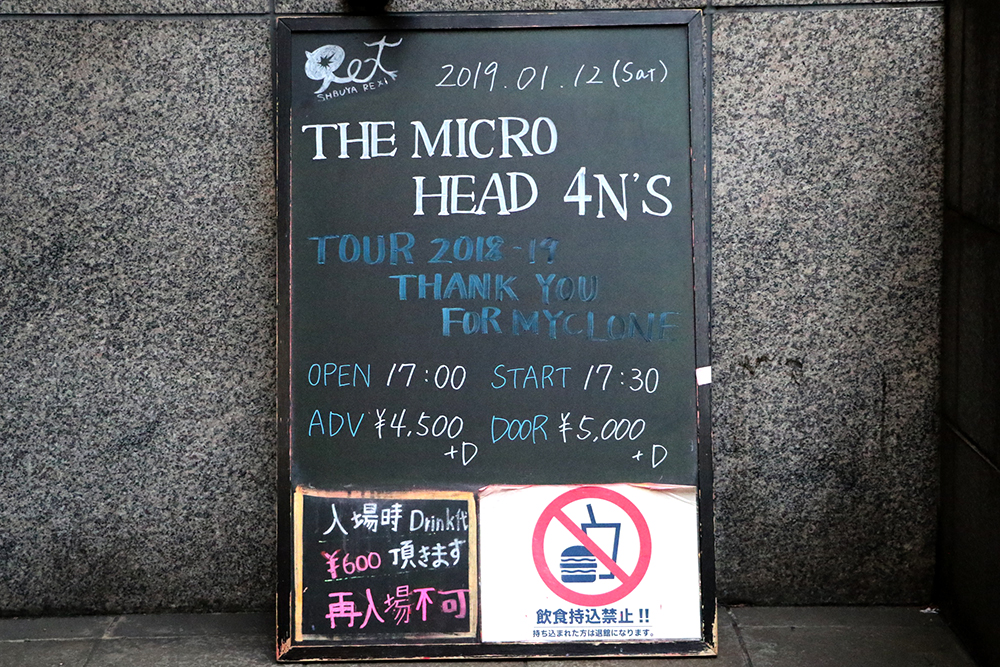 ReX
SHIBUYA REX
2019.01.12 (Sat)
THE MICRO
HEAD 4N'S
TOUR 2018-19
THANK YOU
FOR MYCLONE
OPEN 17:00 START 17:30
ADV ¥4,500 DOOR ¥5,000
+D +D
入場時 Drink代
¥600 頂きます
再入場不可
飲食持込禁止!!
持ち込まれた方は退館になります。